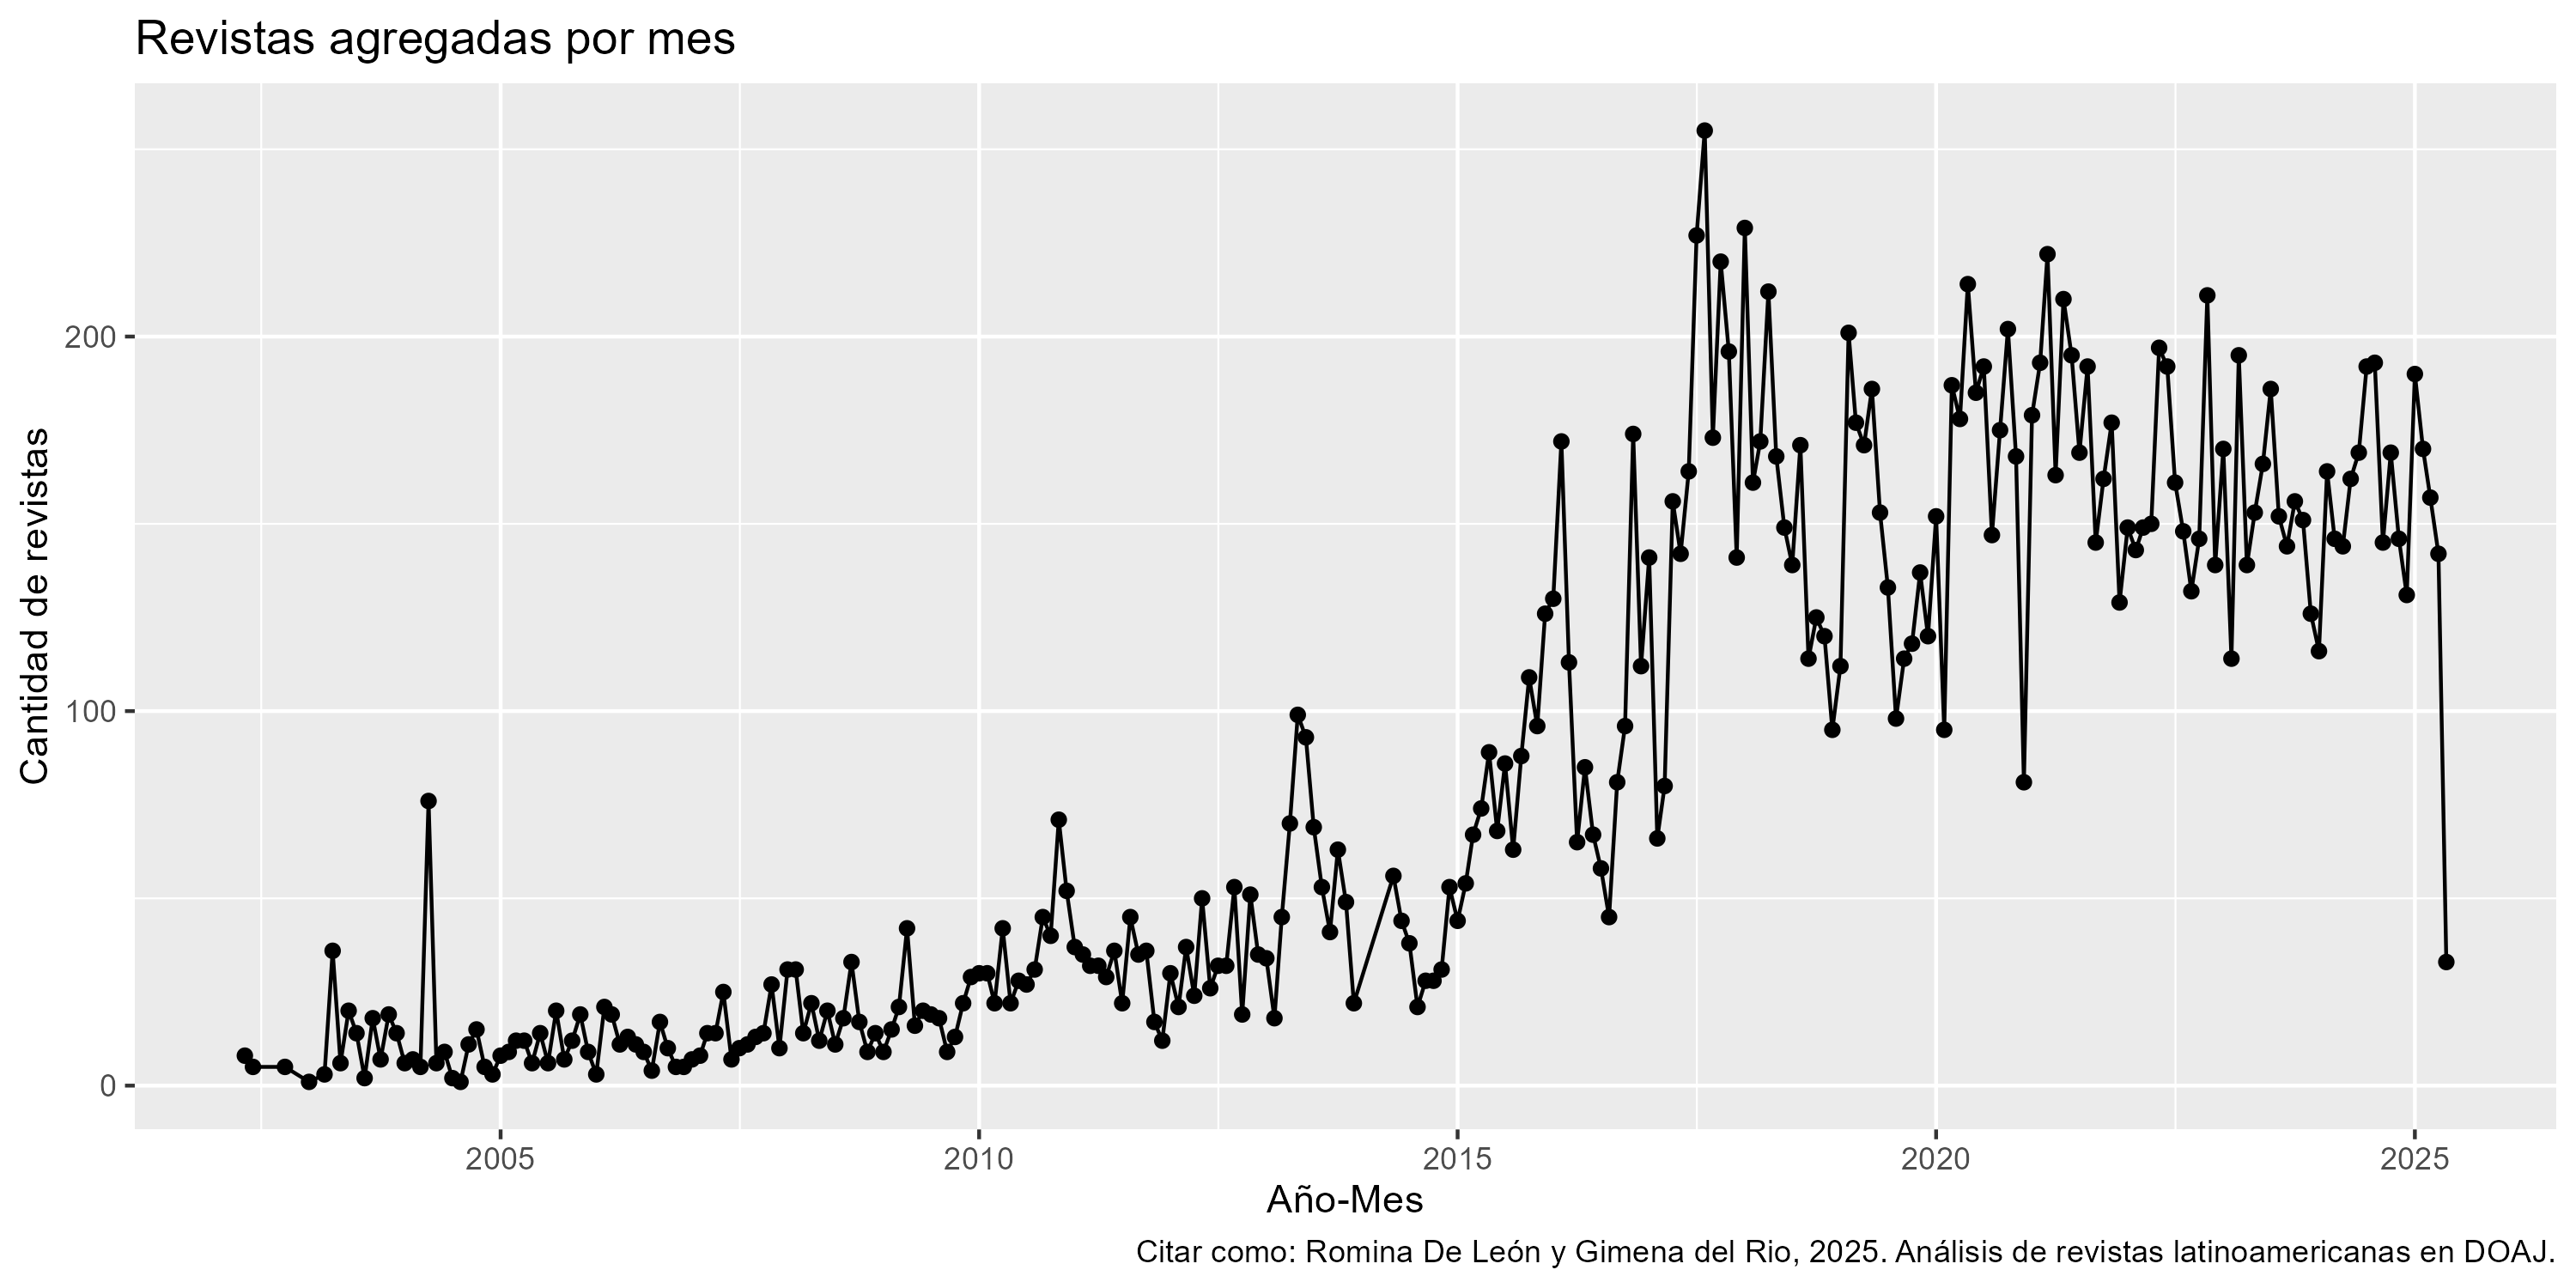 Revistas agregadas por mes
Cantidad de revistas
200
100
0
2005
2010
2015
2020
2025
Año-Mes
Citar como: Romina De León y Gimena del Rio, 2025. Análisis de revistas latinoamericanas en DOAJ.